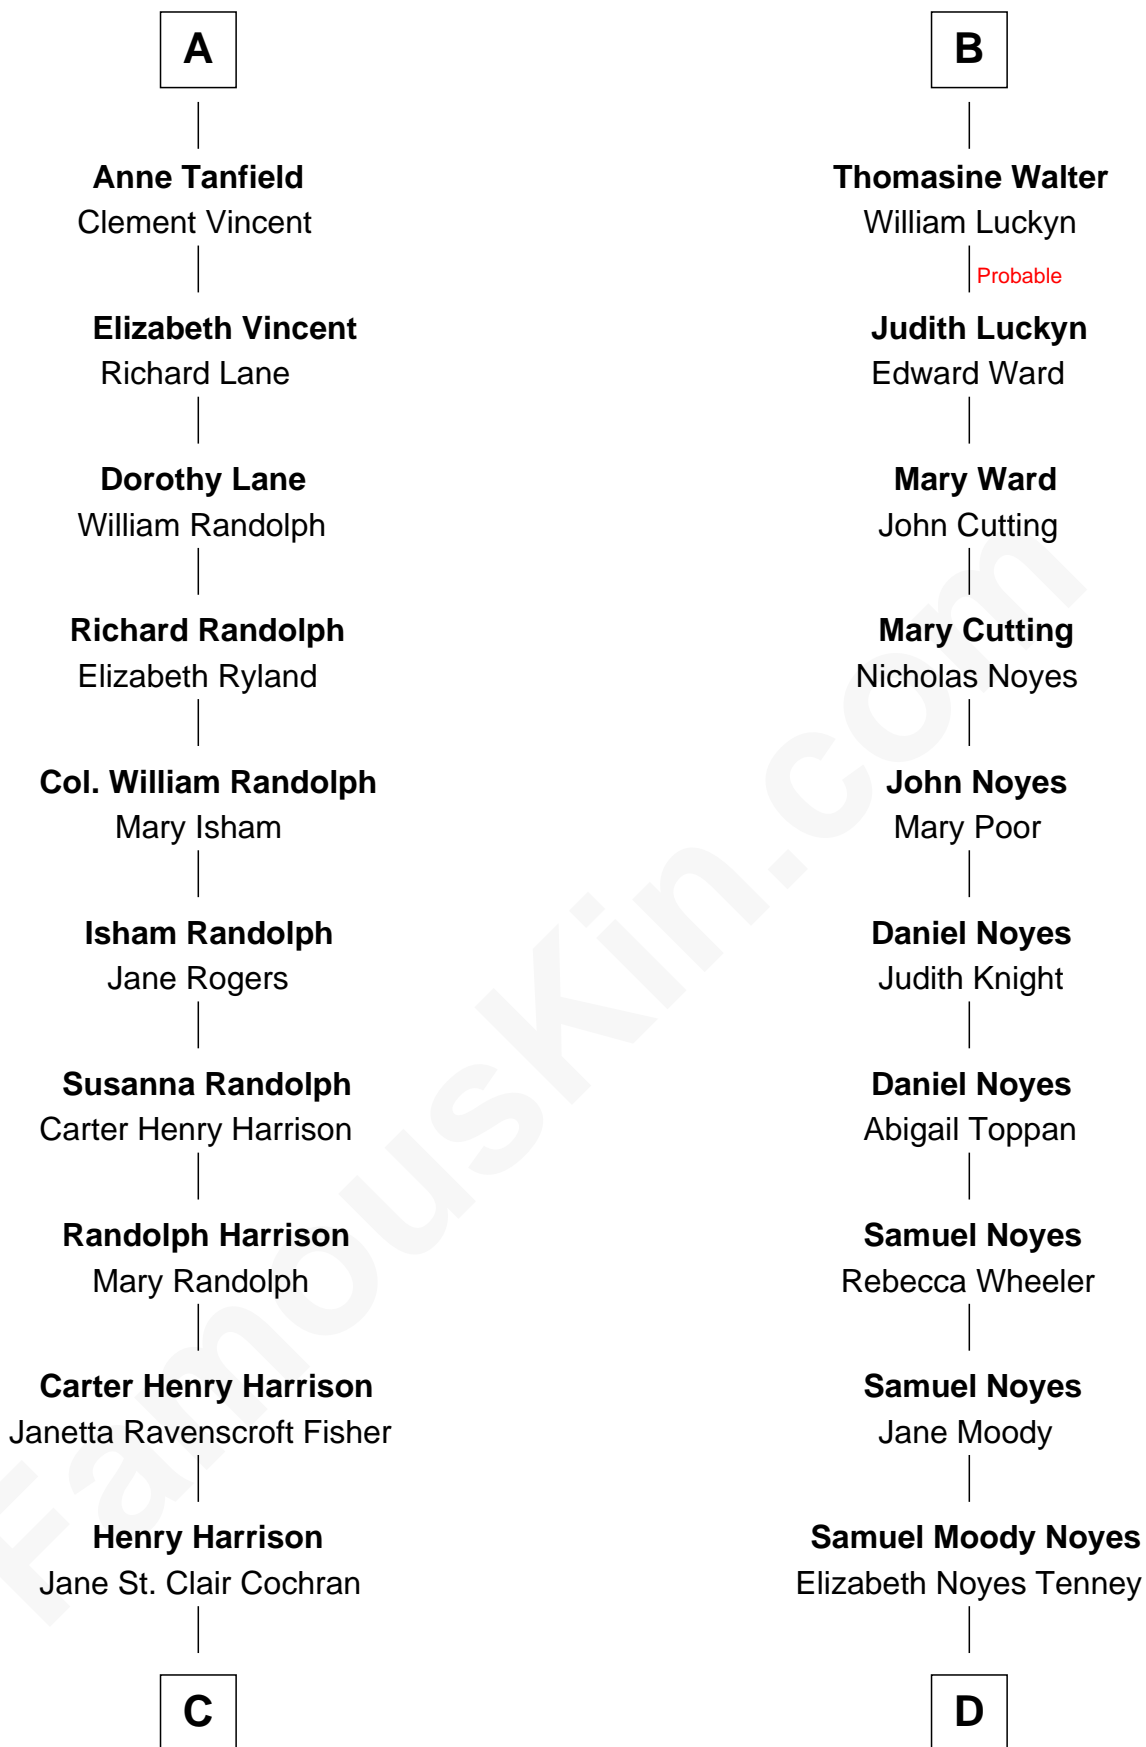 A
Anne Tanfield
Clement Vincent
Elizabeth Vincent
Richard Lane
Dorothy Lane
William Randolph
Richard Randolph
Elizabeth Ryland
Col. William Randolph
Mary Isham
Isham Randolph
Jane Rogers
Susanna Randolph
Carter Henry Harrison
Randolph Harrison
Mary Randolph
Carter Henry Harrison
Janetta Ravenscroft Fisher
Henry Harrison
Jane St. Clair Cochran
C
B
Thomasine Walter
William Luckyn
Probable
Judith Luckyn
Edward Ward
Mary Ward
John Cutting
Mary Cutting
Nicholas Noyes
John Noyes
Mary Poor
Daniel Noyes
Judith Knight
Daniel Noyes
Abigail Toppan
Samuel Noyes
Rebecca Wheeler
Samuel Noyes
Jane Moody
Samuel Moody Noyes
Elizabeth Noyes Tenney
D
FamousKin.com